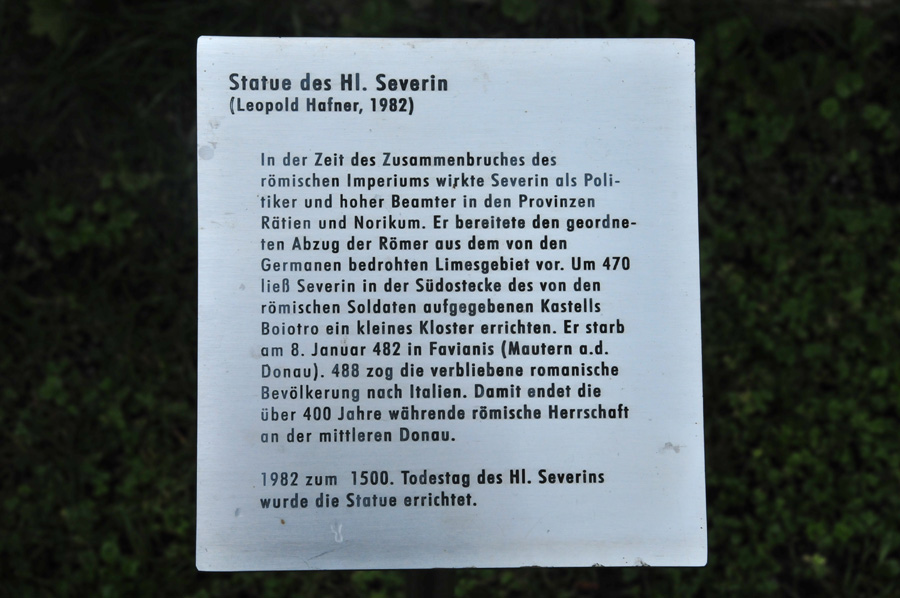 Statue des Hl. Severin
(Leopold Hafner, 1982)
In der Zeit des Zusammenbruches des
römischen Imperiums wirkte Severin als Poli-
tiker und hoher Beamter in den Provinzen
Rätien und Norikum. Er bereitete den geordne-
ten Abzug der Römer aus dem von den
Germanen bedrohten Limesgebiet vor. Um 470
ließ Severin in der Südostecke des von den
römischen Soldaten aufgegebenen Kastells
Boiotro ein kleines Kloster errichten. Er starb
am 8. Januar 482 in Favianis (Mautern a.d.
Donau). 488 zog die verbliebene romanische
Bevölkerung nach Italien. Damit endet die
über 400 Jahre währende römische Herrschaft
an der mittleren Donau.
1982 zum 1500. Todestag des Hl. Severins
wurde die Statue errichtet.